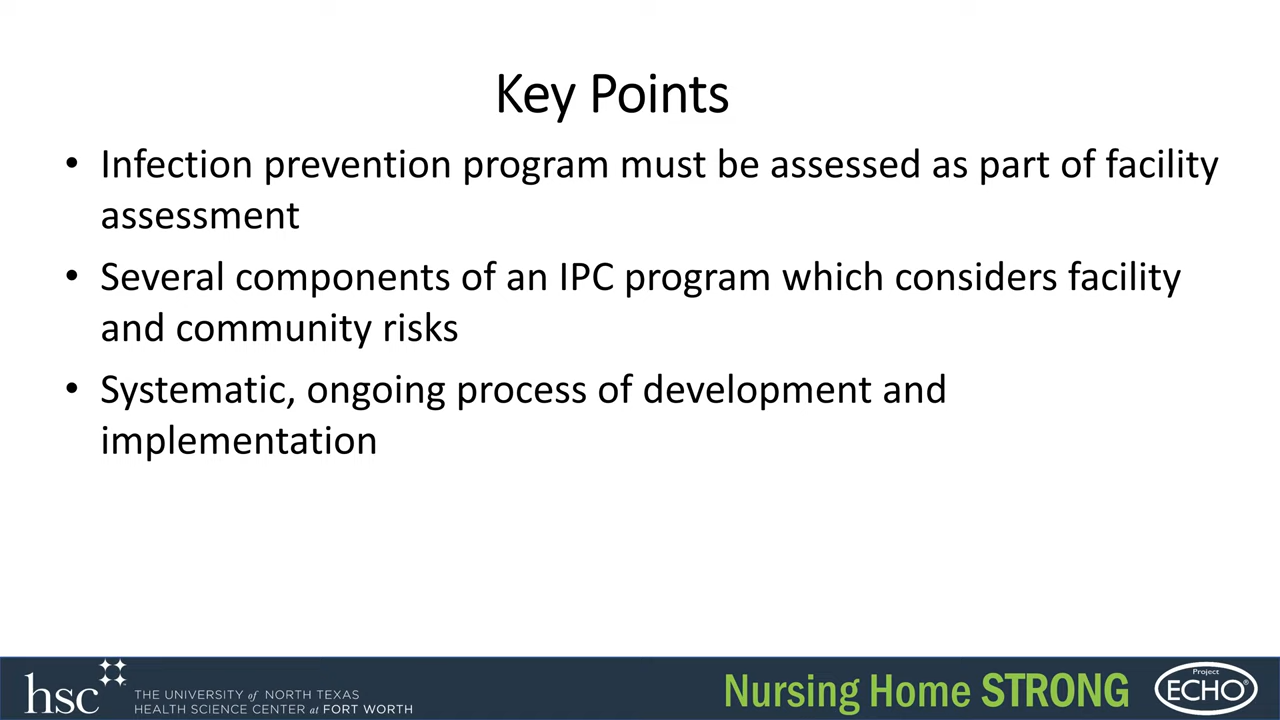 Key Points
• Infection prevention program must be assessed as part of facility
assessment
• Several components of an IPC program which considers facility
and community risks
• Systematic, ongoing process of development and
implementation
hsc
THE UNIVERSITY of NORTH TEXAS
HEALTH SCIENCE CENTER at FORT WORTH
Nursing Home STRONG
Project
ECHO®